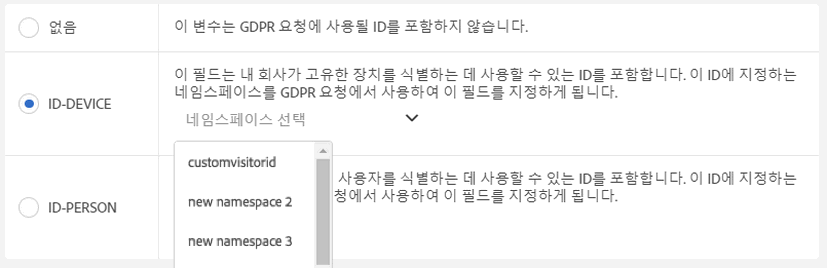 없음
이 변수는 GDPR 요청에 사용될 ID를 포함하지 않습니다.
ID-DEVICE
이 필드는 내 회사가 고유한 장치를 식별하는 데 사용할 수 있는 ID를 포함합니다. 이 ID에 지정하는
네임스페이스를 GDPR 요청에서 사용하여 이 필드를 지정하게 됩니다.
네임스페이스 선택
customvisitorid
new namespace 2
new namespace 3
ID-PERSON
사용자를 식별하는 데 사용할 수 있는 ID를 포함합니다. 이 ID에 지정하는
청에서 사용하여 이 필드를 지정하게 됩니다.